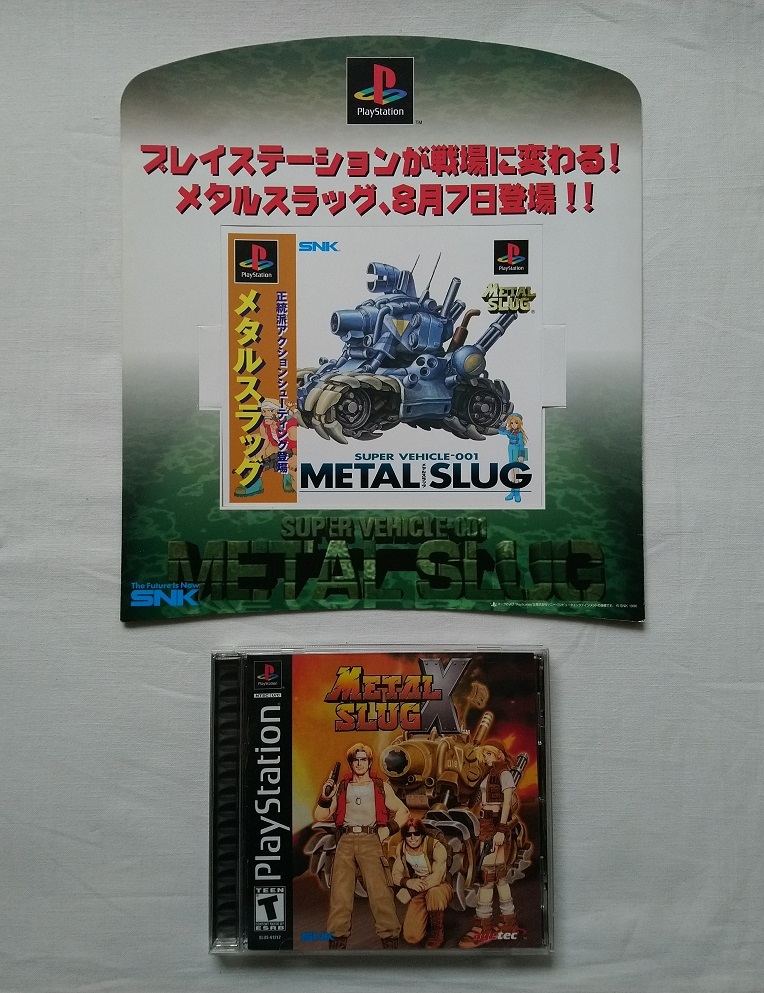 PlayStation
TM
プレイステーションが戦場に変わる!
メタルスラッグ、8月7日登場!!
PlayStation
SNK
PlayStation
METAL
SLUG
メタルスラッグ
正統派アクションシューティング登場
SUPER VEHICLE-001
METAL SLUG
SUPER VEHICLE-001
METAL SLUG
The Future Is Now
SNK
PlayStation
NTSC U/C
PlayStation
METAL
SLUG X
TEEN
T
ESRB
SNK